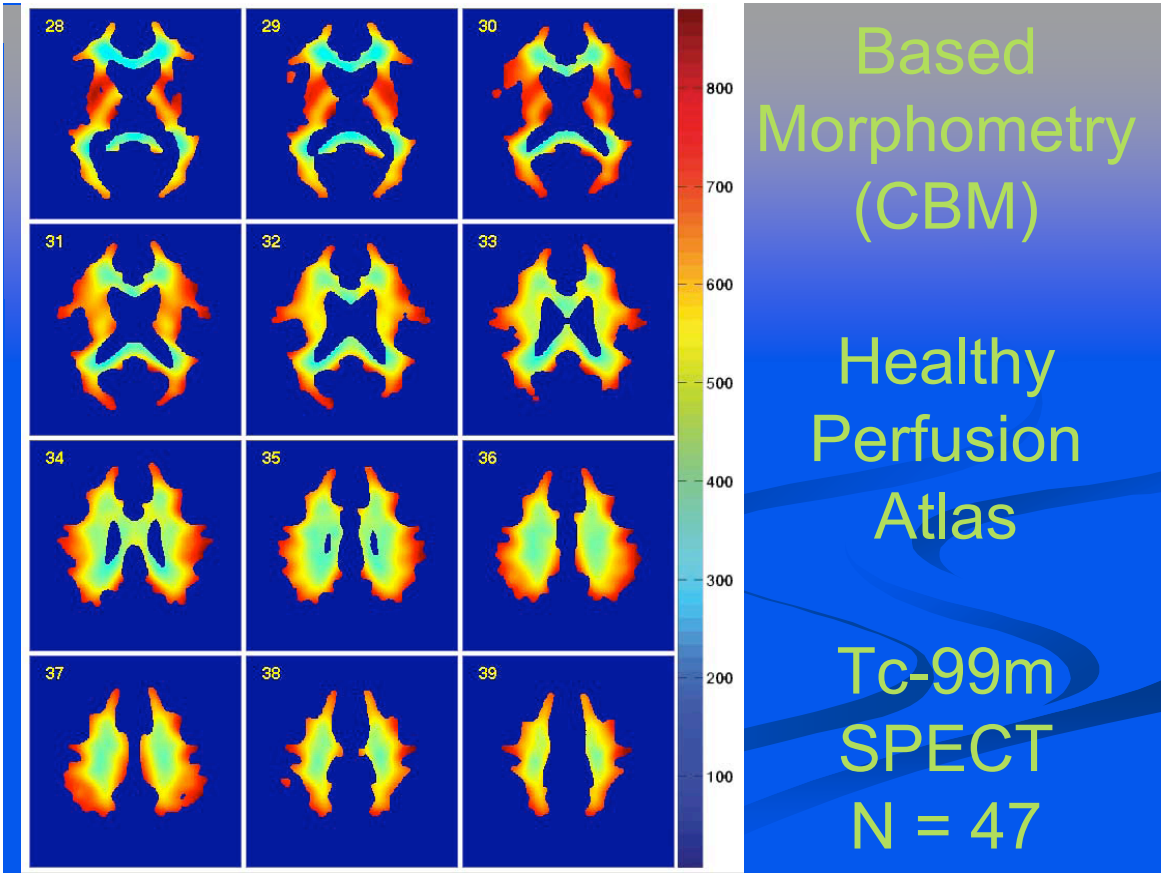 28
29
30
31
32
33
34
35
36
37
38
39
800
700
600
500
400
300
200
100
Based
Morphometry
(CBM)
Healthy
Perfusion
Atlas
Tc-99m
SPECT
N = 47